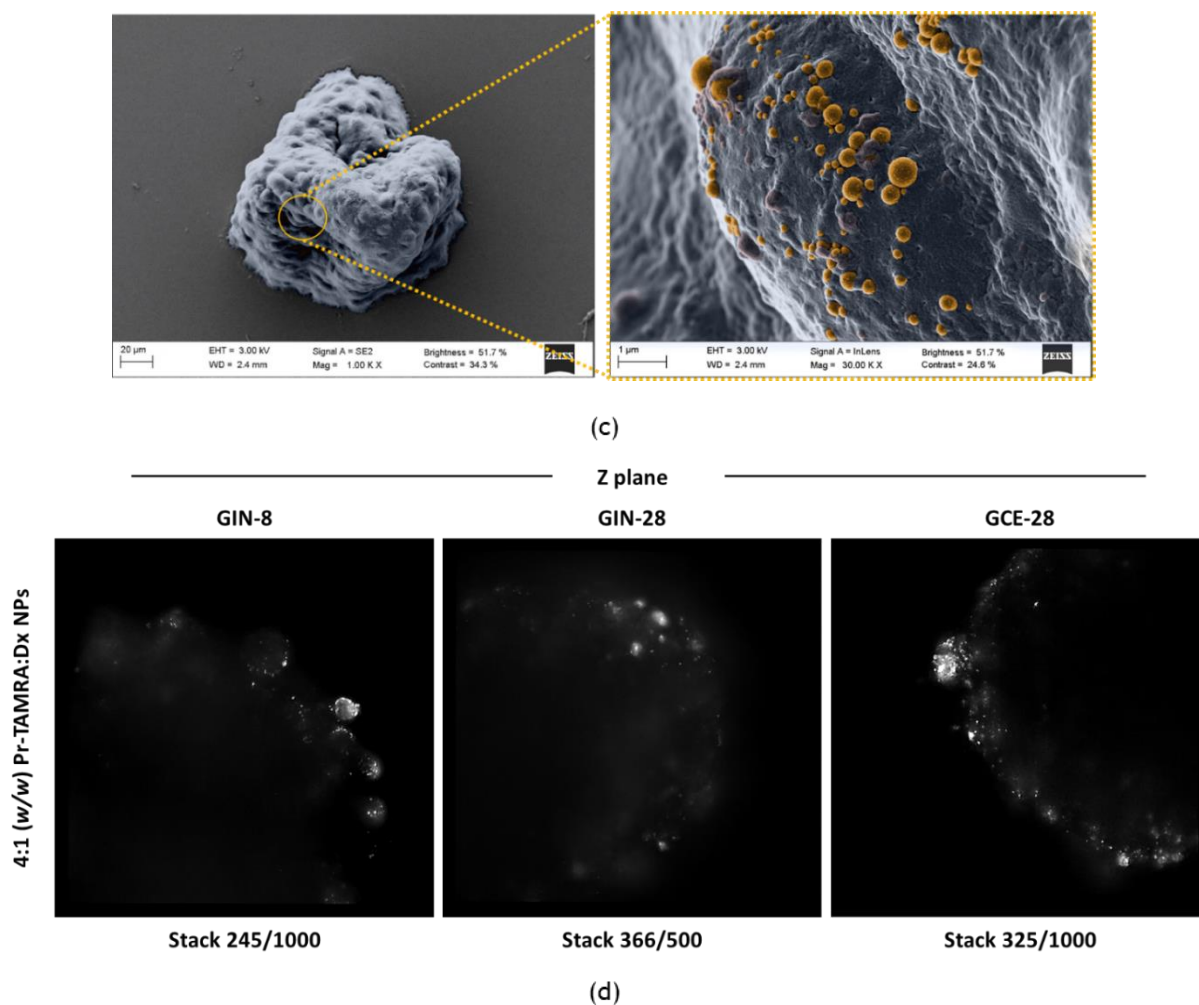 20 µm
EHT = 3.00 kV
WD = 2.4 mm
Signal A = SE2
Mag = 1.00 K X
Brightness = 51.7 %
Contrast = 34.3 %
ZEISS
1 µm
EHT = 3.00 kV
WD = 2.4 mm
Signal A = InLens
Mag = 30.00 K X
Brightness = 51.7 %
Contrast = 24.6 %
ZEISS
(c)
Z plane
GIN-8
GIN-28
GCE-28
4:1 (w/w) Pr-TAMRA:Dx NPs
Stack 245/1000
Stack 366/500
Stack 325/1000
(d)